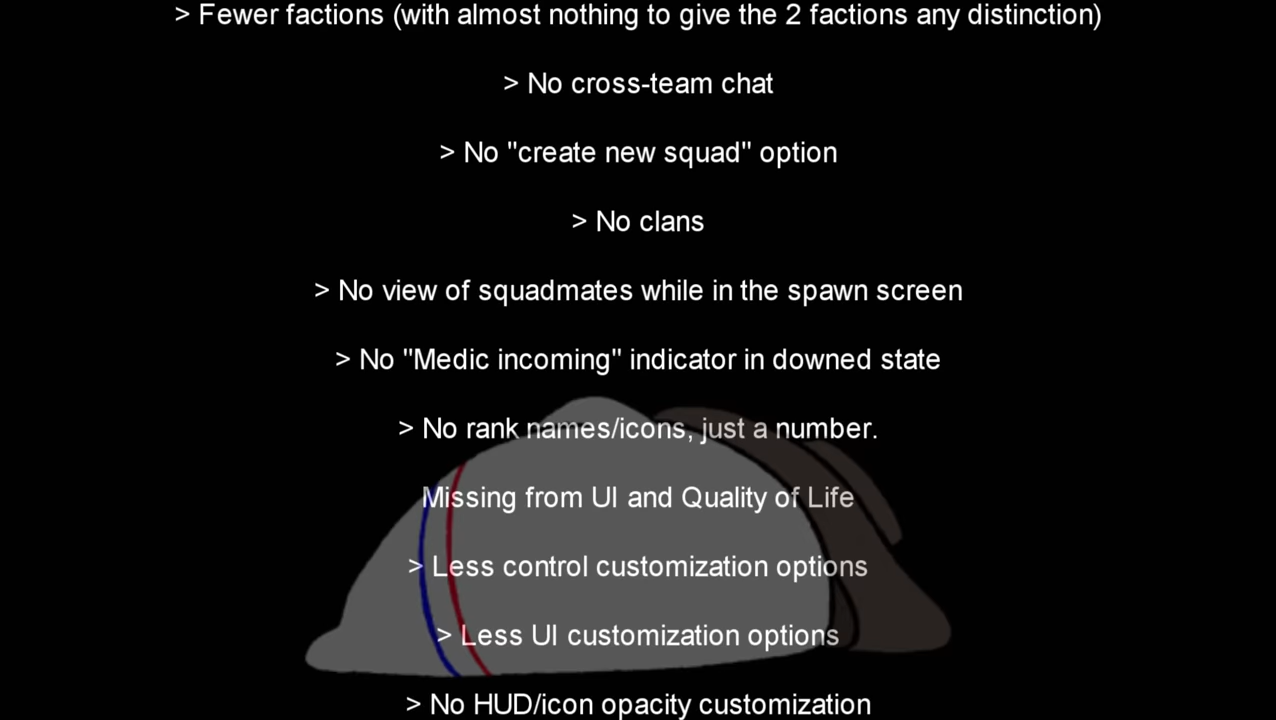 > Fewer factions (with almost nothing to give the 2 factions any distinction)
> No cross-team chat
> No "create new squad" option
> No clans
> No view of squadmates while in the spawn screen
> No "Medic incoming" indicator in downed state
> No rank names/icons, just a number.
Missing from UI and Quality of Life
> Less control customization options
> Less UI customization options
> No HUD/icon opacity customization